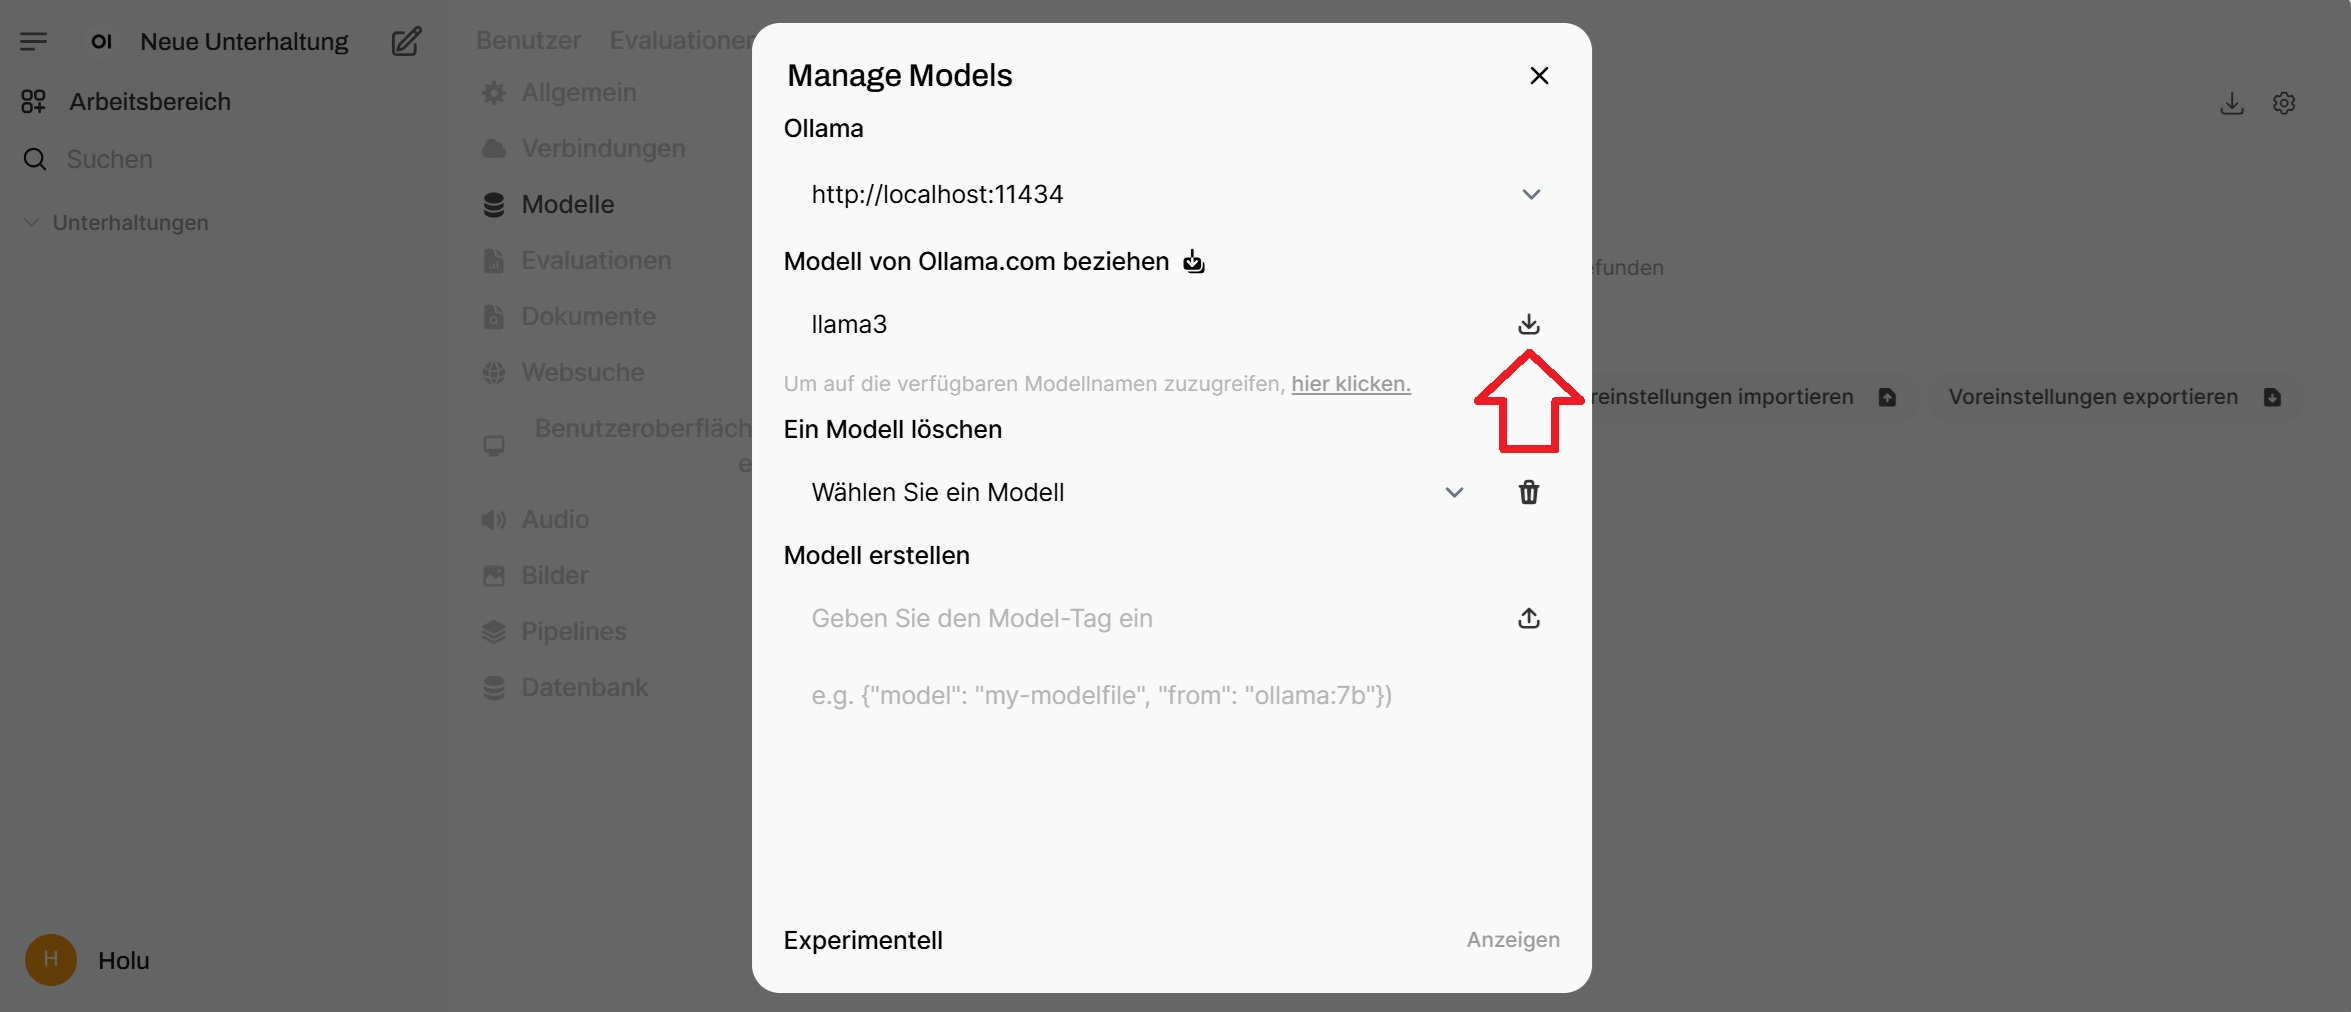 OI Neue Unterhaltung
Arbeitsbereich
Suchen
Unterhaltungen
H Holu
Benutzer Evaluationen
Allgemein
Verbindungen
Modelle
Evaluationen
Dokumente
Websuche
Benutzeroberfläch
e
Audio
Bilder
Pipelines
Datenbank
Manage Models
Ollama
http://localhost:11434
Modell von Ollama.com beziehen
llama3
Um auf die verfügbaren Modellnamen zuzugreifen, hier klicken.
Ein Modell löschen
Wählen Sie ein Modell
Modell erstellen
Geben Sie den Model-Tag ein
e.g. {"model": "my-modelfile", "from": "ollama:7b"})
Experimentell Anzeigen
efunden
reinstellungen importieren Voreinstellungen exportieren